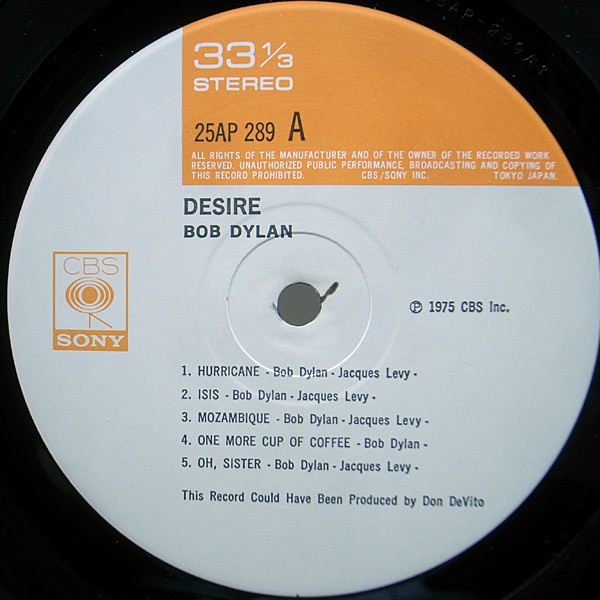 33 1/3
STEREO
25AP 289 A
ALL RIGHTS OF THE MANUFACTURER AND OF THE OWNER OF THE RECORDED WORK
RESERVED. UNAUTHORIZED PUBLIC PERFORMANCE, BROADCASTING AND COPYING OF
THIS RECORD PROHIBITED. CBS/SONY INC. TOKYO JAPAN.
DESIRE
BOB DYLAN
CBS
SONY
℗ 1975 CBS Inc.
1. HURRICANE - Bob Dylan - Jacques Levy -
2. ISIS - Bob Dylan - Jacques Levy -
3. MOZAMBIQUE - Bob Dylan - Jacques Levy -
4. ONE MORE CUP OF COFFEE - Bob Dylan -
5. OH, SISTER - Bob Dylan - Jacques Levy -
This Record Could Have Been Produced by Don DeVito